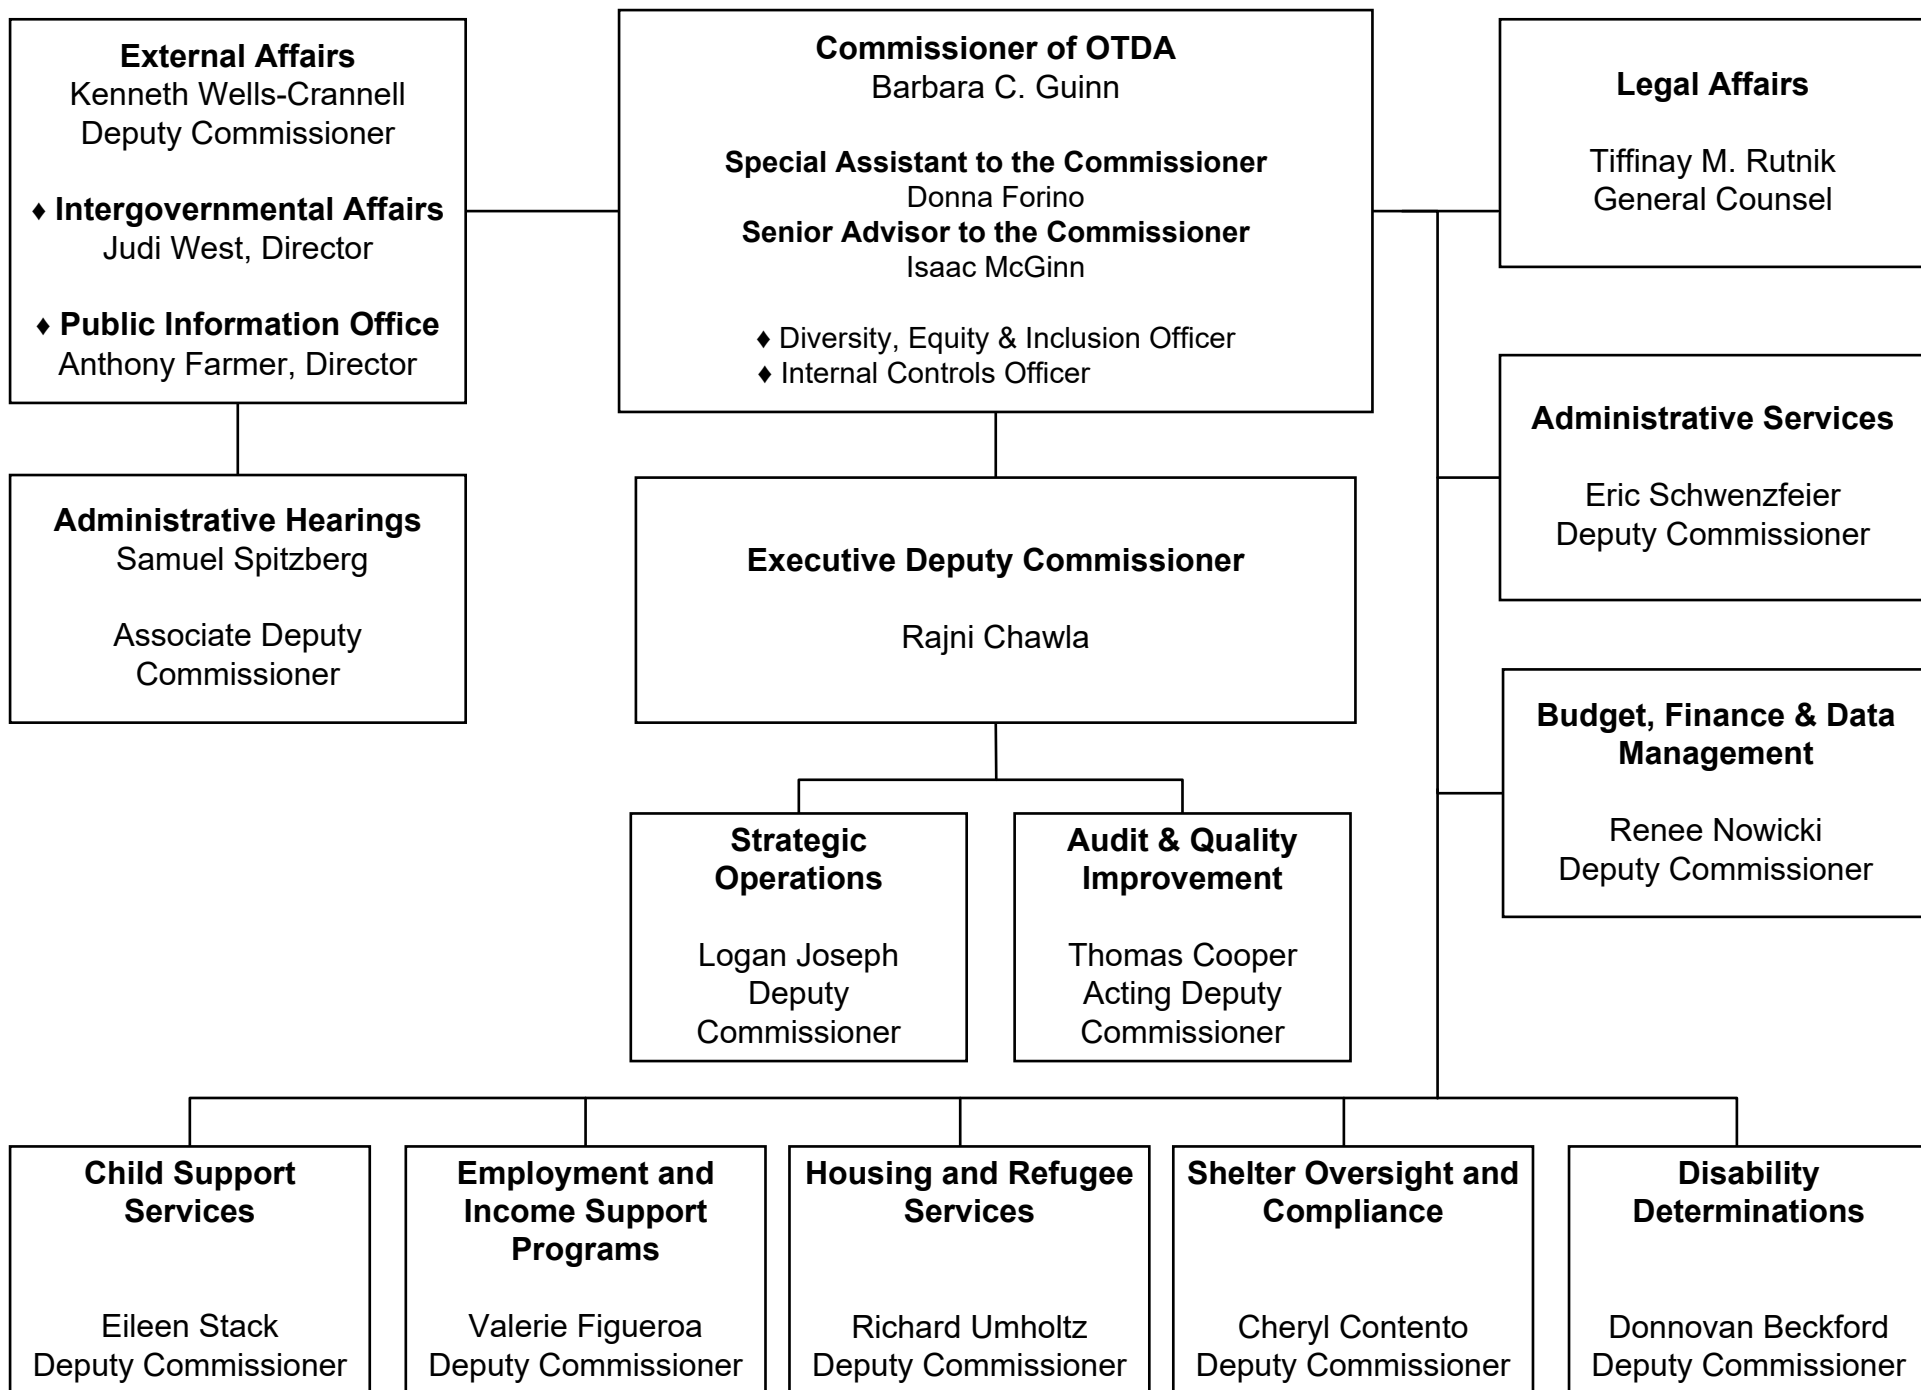 External Affairs
Kenneth Wells-Crannell
Deputy Commissioner
♦ Intergovernmental Affairs
Judi West, Director
♦ Public Information Office
Anthony Farmer, Director
Commissioner of OTDA
Barbara C. Guinn
Special Assistant to the Commissioner
Donna Forino
Senior Advisor to the Commissioner
Isaac McGinn
♦ Diversity, Equity & Inclusion Officer
♦ Internal Controls Officer
Legal Affairs
Tiffinay M. Rutnik
General Counsel
Administrative Hearings
Samuel Spitzberg
Associate Deputy
Commissioner
Executive Deputy Commissioner
Rajni Chawla
Administrative Services
Eric Schwenzfeier
Deputy Commissioner
Budget, Finance & Data
Management
Renee Nowicki
Deputy Commissioner
Strategic
Operations
Logan Joseph
Deputy
Commissioner
Audit & Quality
Improvement
Thomas Cooper
Acting Deputy
Commissioner
Child Support
Services
Eileen Stack
Deputy Commissioner
Employment and
Income Support
Programs
Valerie Figueroa
Deputy Commissioner
Housing and Refugee
Services
Richard Umholtz
Deputy Commissioner
Shelter Oversight and
Compliance
Cheryl Contento
Deputy Commissioner
Disability
Determinations
Donnovan Beckford
Deputy Commissioner